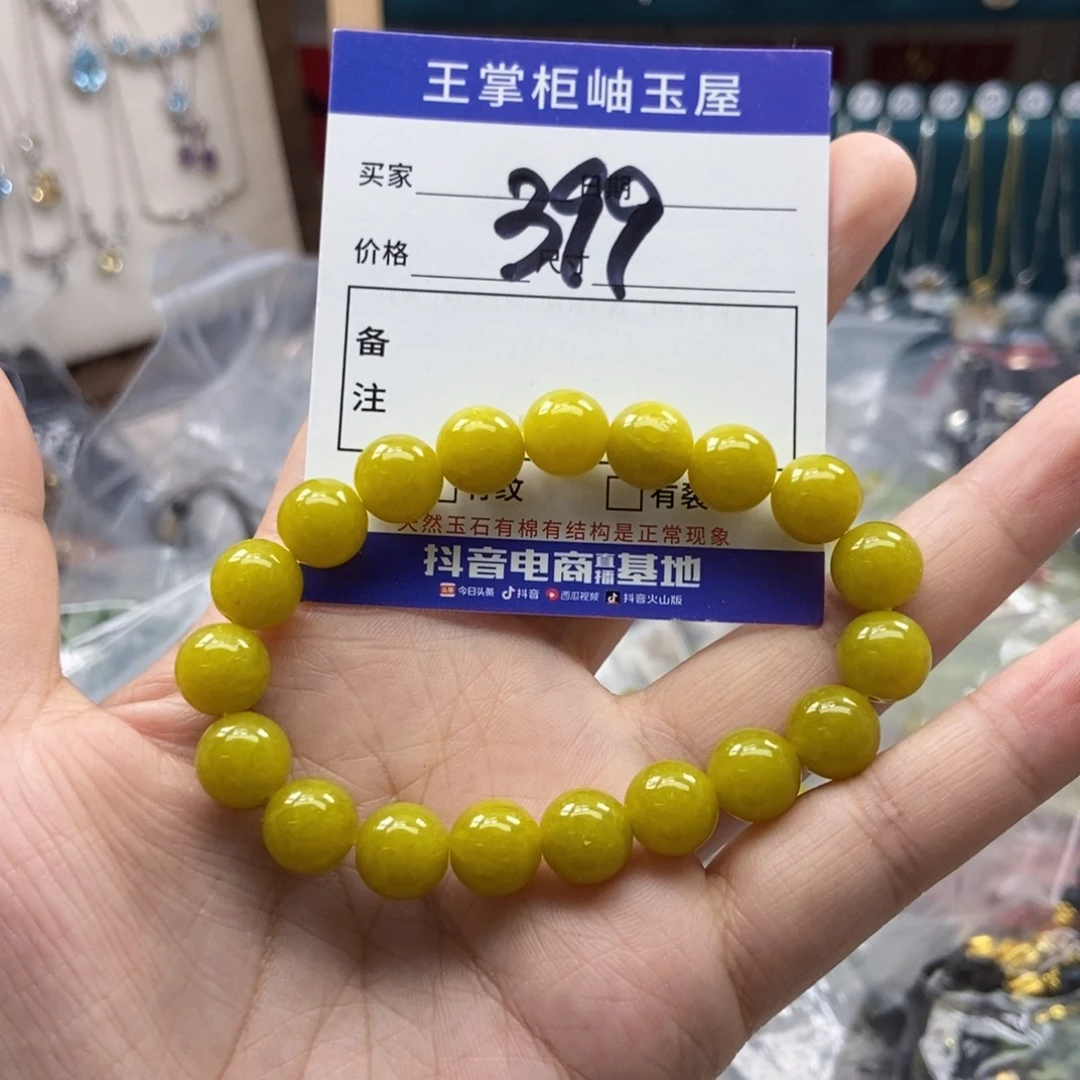 王掌柜岫玉屋
买家 日期
399
价格 尺寸
备
注
有纹 有裂
天然玉石有棉有结构是正常现象
抖音电商直播基地
头条 今日头条 抖音 西瓜视频 抖音火山版